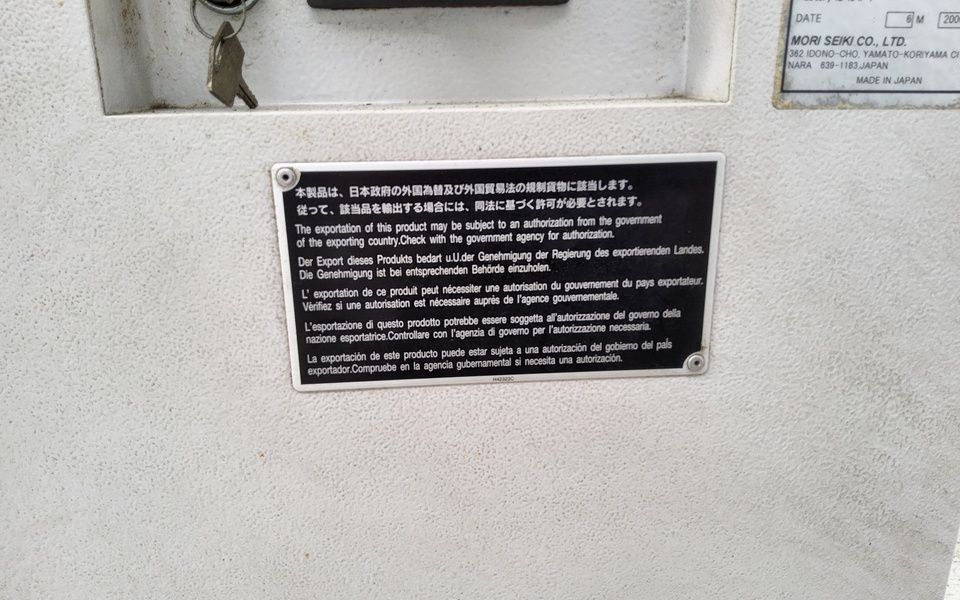 DATE 6 M
MORI SEIKI CO., LTD.
362 IDONO-CHO, YAMATO-KORIYAMA
NARA 639-1183,JAPAN
MADE IN JAPAN
本製品は、日本政府の外国為替及び外国貿易法の規制貨物に該当します。
従って、該当品を輸出する場合には、同法に基づく許可が必要とされます。
The exportation of this product may be subject to an authorization from the government
of the exporting country.Check with the government agency for authorization.
Der Export dieses Produkts bedart u.U.der Genehmigung der Regierung des exportierenden Landes.
Die Genehmigung ist bei entsprechenden Behörde einzuholen.
L' exportation de ce produit peut nécessiter une autorisation du gouvernement du pays exportateur.
Vérifiez si une autorisation est nécessaire auprès de l'agence gouvernementale.
L'esportazione di questo prodotto potrebbe essere soggetta all'autorizzazione del governo della
nazione esportatrice.Controllare con l'agenzia di governo per l'autorizzazione necessaria.
La exportación de este producto puede estar sujeta a una autorización del gobierno del país
exportador.Compruebe en la agencia gubernamental si necesita una autorización.